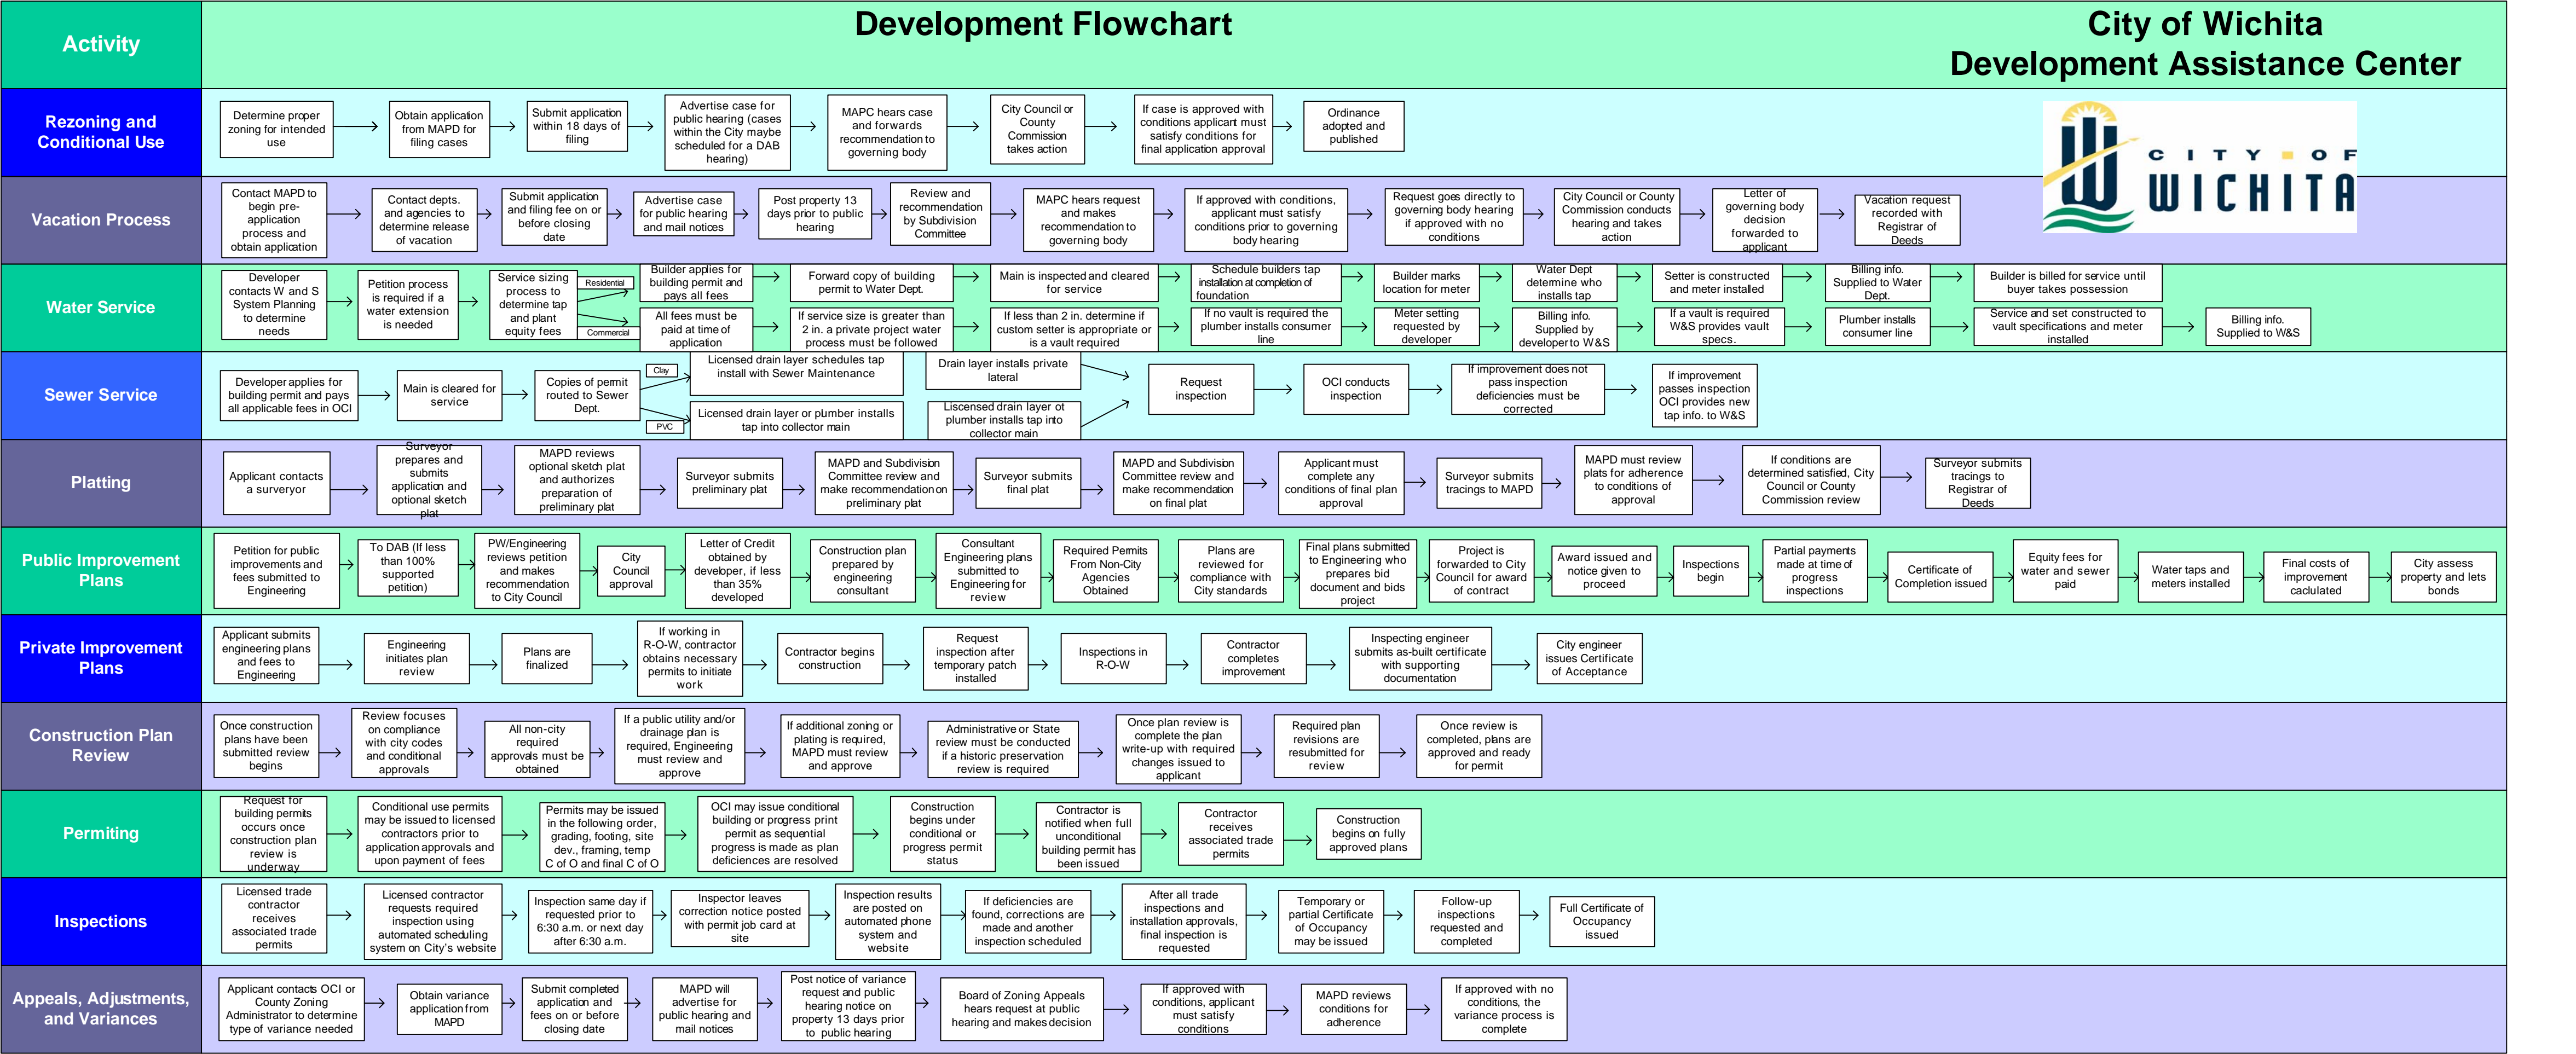 Development Flowchart
City of Wichita
Development Assistance Center
Activity
CITY OF
WICHITA
Rezoning and
Conditional Use
Determine proper
zoning for intended
use
Obtain application
from MAPD for
filing cases
Submit application
within 18 days of
filing
Advertise case for
public hearing (cases
within the City maybe
scheduled for a DAB
hearing)
MAPC hears case
and forwards
recommendation to
governing body
City Council or
County
Commission
takes action
If case is approved with
conditions applicant must
satisfy conditions for
final application approval
Ordinance
adopted and
published
Vacation Process
Contact MAPD to
begin pre-
application
process and
obtain application
Contact depts.
and agencies to
determine release
of vacation
Submit application
and filing fee on or
before closing
date
Advertise case
for public hearing
and mail notices
Post property 13
days prior to public
hearing
Review and
recommendation
by Subdivision
Committee
MAPC hears request
and makes
recommendation to
governing body
If approved with conditions,
applicant must satisfy
conditions prior to governing
body hearing
Request goes directly to
governing body hearing
if approved with no
conditions
City Council or County
Commission conducts
hearing and takes
action
Letter of
governing body
decision
forwarded to
applicant
Vacation request
recorded with
Registrar of
Deeds
Water Service
Developer
contacts W and S
System Planning
to determine
needs
Petition process
is required if a
water extension
is needed
Service sizing
process to
determine tap
and plant
equity fees
Residential
Builder applies for
building permit and
pays all fees
Forward copy of building
permit to Water Dept.
Main is inspected and cleared
for service
Schedule builders tap
installation at completion of
foundation
Builder marks
location for meter
Water Dept
determine who
installs tap
Setter is constructed
and meter installed
Billing info.
Supplied to Water
Dept.
Builder is billed for service until
buyer takes possession
Commercial
All fees must be
paid at time of
application
If service size is greater than
2 in. a private project water
process must be followed
If less than 2 in. determine if
custom setter is appropriate or
is a vault required
If no vault is required the
plumber installs consumer
line
Meter setting
requested by
developer
Billing info.
Supplied by
developer to W&S
If a vault is required
W&S provides vault
specs.
Plumber installs
consumer line
Service and set constructed to
vault specifications and meter
installed
Billing info.
Supplied to W&S
Sewer Service
Developer applies for
building permit and pays
all applicable fees in OCI
Main is cleared for
service
Copies of permit
routed to Sewer
Dept.
Clay
Licensed drain layer schedules tap
install with Sewer Maintenance
Drain layer installs private
lateral
PVC
Licensed drain layer or plumber installs
tap into collector main
Liscensed drain layer ot
plumber installs tap into
collector main
Request
inspection
OCI conducts
inspection
If improvement does not
pass inspection
deficiencies must be
corrected
If improvement
passes inspection
OCI provides new
tap info. to W&S
Platting
Applicant contacts
a surveryor
Surveyor
prepares and
submits
application and
optional sketch
plat
MAPD reviews
optional sketch plat
and authorizes
preparation of
preliminary plat
Surveyor submits
preliminary plat
MAPD and Subdivision
Committee review and
make recommendation on
preliminary plat
Surveyor submits
final plat
MAPD and Subdivision
Committee review and
make recommendation
on final plat
Applicant must
complete any
conditions of final plan
approval
Surveyor submits
tracings to MAPD
MAPD must review
plats for adherence
to conditions of
approval
If conditions are
determined satisfied, City
Council or County
Commission review
Surveyor submits
tracings to
Registrar of
Deeds
Public Improvement
Plans
Petition for public
improvements and
fees submitted to
Engineering
To DAB (If less
than 100%
supported
petition)
PW/Engineering
reviews petition
and makes
recommendation
to City Council
City
Council
approval
Letter of Credit
obtained by
developer, if less
than 35%
developed
Construction plan
prepared by
engineering
consultant
Consultant
Engineering plans
submitted to
Engineering for
review
Required Permits
From Non-City
Agencies
Obtained
Plans are
reviewed for
compliance with
City standards
Final plans submitted
to Engineering who
prepares bid
document and bids
project
Project is
forwarded to City
Council for award
of contract
Award issued and
notice given to
proceed
Inspections
begin
Partial payments
made at time of
progress
inspections
Certificate of
Completion issued
Equity fees for
water and sewer
paid
Water taps and
meters installed
Final costs of
improvement
caclulated
City assess
property and lets
bonds
Private Improvement
Plans
Applicant submits
engineering plans
and fees to
Engineering
Engineering
initiates plan
review
Plans are
finalized
If working in
R-O-W, contractor
obtains necessary
permits to initiate
work
Contractor begins
construction
Request
inspection after
temporary patch
installed
Inspections in
R-O-W
Contractor
completes
improvement
Inspecting engineer
submits as-built certificate
with supporting
documentation
City engineer
issues Certificate
of Acceptance
Construction Plan
Review
Once construction
plans have been
submitted review
begins
Review focuses
on compliance
with city codes
and conditional
approvals
All non-city
required
approvals must be
obtained
If a public utility and/or
drainage plan is
required, Engineering
must review and
approve
If additional zoning or
plating is required,
MAPD must review
and approve
Administrative or State
review must be conducted
if a historic preservation
review is required
Once plan review is
complete the plan
write-up with required
changes issued to
applicant
Required plan
revisions are
resubmitted for
review
Once review is
completed, plans are
approved and ready
for permit
Permiting
Request for
building permits
occurs once
construction plan
review is
underway
Conditional use permits
may be issued to licensed
contractors prior to
application approvals and
upon payment of fees
Permits may be issued
in the following order,
grading, footing, site
dev., framing, temp
C of O and final C of O
OCI may issue conditional
building or progress print
permit as sequential
progress is made as plan
deficiences are resolved
Construction
begins under
conditional or
progress permit
status
Contractor is
notified when full
unconditional
building permit has
been issued
Contractor
receives
associated trade
permits
Construction
begins on fully
approved plans
Inspections
Licensed trade
contractor
receives
associated trade
permits
Licensed contractor
requests required
inspection using
automated scheduling
system on City's website
Inspection same day if
requested prior to
6:30 a.m. or next day
after 6:30 a.m.
Inspector leaves
correction notice posted
with permit job card at
site
Inspection results
are posted on
automated phone
system and
website
If deficiencies are
found, corrections are
made and another
inspection scheduled
After all trade
inspections and
installation approvals,
final inspection is
requested
Temporary or
partial Certificate
of Occupancy
may be issued
Follow-up
inspections
requested and
completed
Full Certificate of
Occupancy
issued
Appeals, Adjustments,
and Variances
Applicant contacts OCI or
County Zoning
Administrator to determine
type of variance needed
Obtain variance
application from
MAPD
Submit completed
application and
fees on or before
closing date
MAPD will
advertise for
public hearing and
mail notices
Post notice of variance
request and public
hearing notice on
property 13 days prior
to public hearing
Board of Zoning Appeals
hears request at public
hearing and makes decision
If approved with
conditions, applicant
must satisfy
conditions
MAPD reviews
conditions for
adherence
If approved with no
conditions, the
variance process is
complete